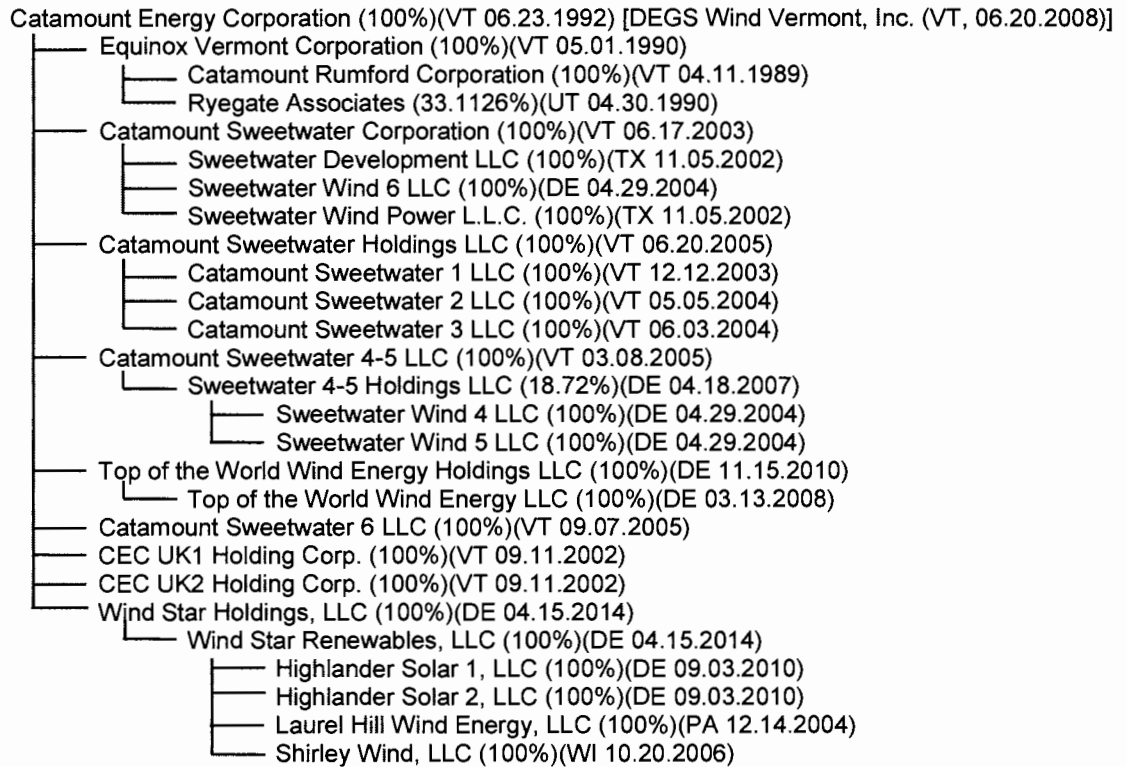 Catamount Energy Corporation (100%)(VT 06.23.1992) [DEGS Wind Vermont, Inc. (VT, 06.20.2008)]
Equinox Vermont Corporation (100%)(VT 05.01.1990)
Catamount Rumford Corporation (100%)(VT 04.11.1989)
Ryegate Associates (33.1126%)(UT 04.30.1990)
Catamount Sweetwater Corporation (100%)(VT 06.17.2003)
Sweetwater Development LLC (100%)(TX 11.05.2002)
Sweetwater Wind 6 LLC (100%)(DE 04.29.2004)
Sweetwater Wind Power L.L.C. (100%)(TX 11.05.2002)
Catamount Sweetwater Holdings LLC (100%)(VT 06.20.2005)
Catamount Sweetwater 1 LLC (100%)(VT 12.12.2003)
Catamount Sweetwater 2 LLC (100%)(VT 05.05.2004)
Catamount Sweetwater 3 LLC (100%)(VT 06.03.2004)
Catamount Sweetwater 4-5 LLC (100%)(VT 03.08.2005)
Sweetwater 4-5 Holdings LLC (18.72%)(DE 04.18.2007)
Sweetwater Wind 4 LLC (100%)(DE 04.29.2004)
Sweetwater Wind 5 LLC (100%)(DE 04.29.2004)
Top of the World Wind Energy Holdings LLC (100%)(DE 11.15.2010)
Top of the World Wind Energy LLC (100%)(DE 03.13.2008)
Catamount Sweetwater 6 LLC (100%)(VT 09.07.2005)
CEC UK1 Holding Corp. (100%)(VT 09.11.2002)
CEC UK2 Holding Corp. (100%)(VT 09.11.2002)
Wind Star Holdings, LLC (100%)(DE 04.15.2014)
Wind Star Renewables, LLC (100%)(DE 04.15.2014)
Highlander Solar 1, LLC (100%)(DE 09.03.2010)
Highlander Solar 2, LLC (100%)(DE 09.03.2010)
Laurel Hill Wind Energy, LLC (100%)(PA 12.14.2004)
Shirley Wind, LLC (100%)(WI 10.20.2006)